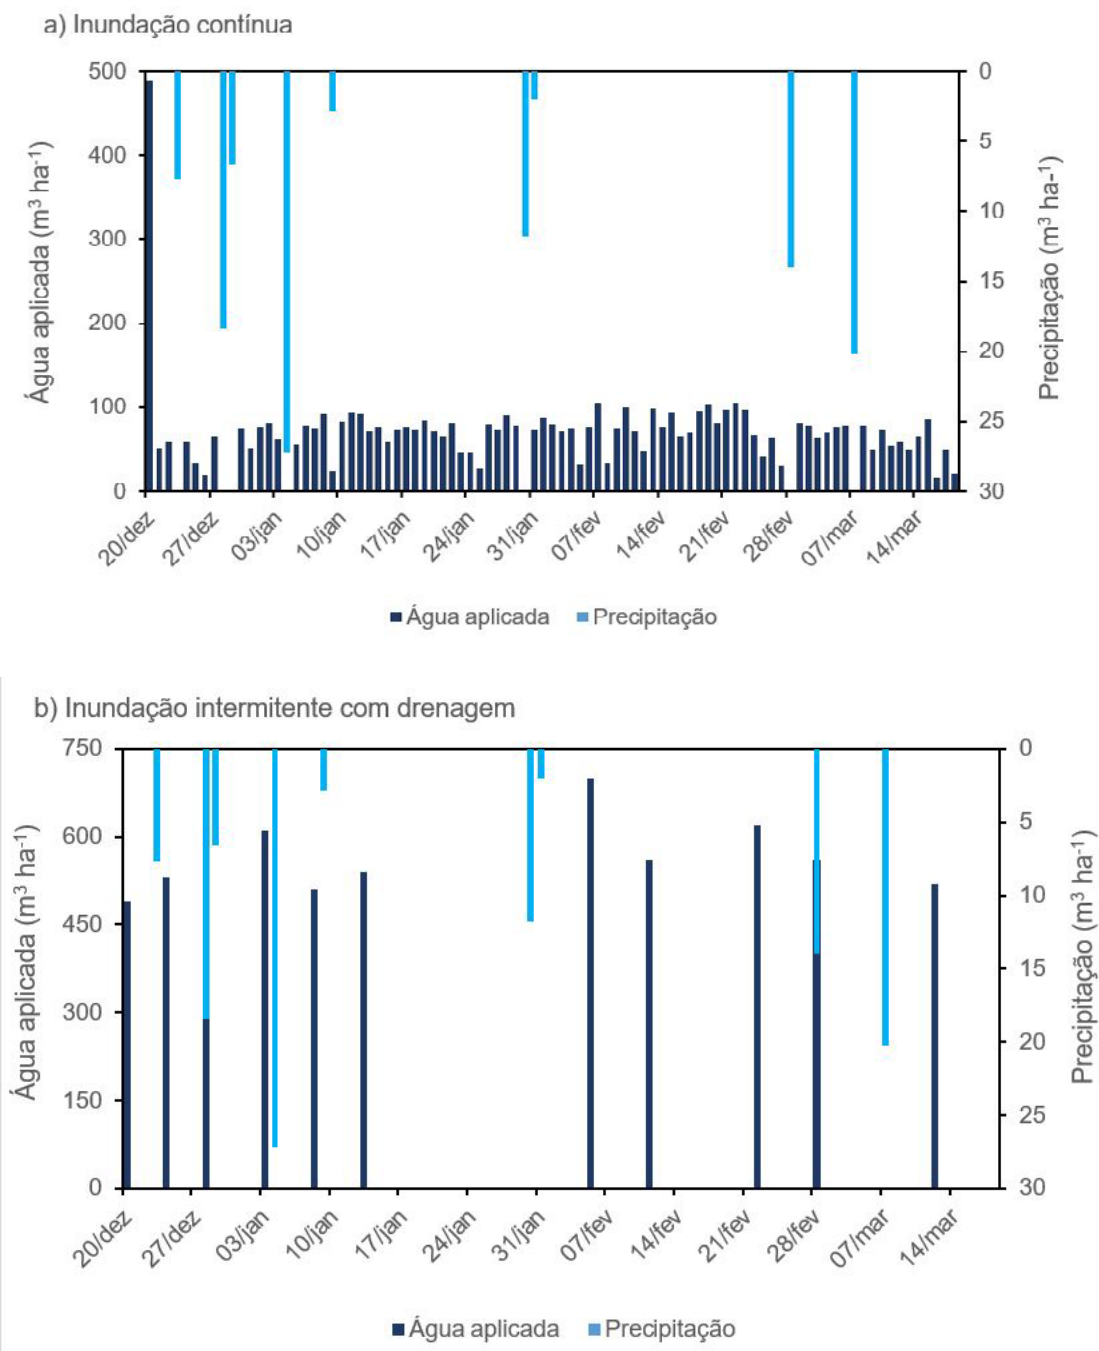 a) Inundação contínua
500
400
300
200
100
0
Água aplicada (m³ ha⁻¹)
0
5
10
15
20
25
30
Precipitação (m³ ha-¹)
20/dez
27/dez
03/jan
10/jan
17/jan
24/jan
31/jan
07/fev
14/fev
21/fev
28/fev
07/mar
14/mar
Água aplicada Precipitação
b) Inundação intermitente com drenagem
750
600
450
300
150
0
Água aplicada (m³ ha⁻¹)
0
5
10
15
20
25
30
Precipitação (m³ ha⁻¹)
20/dez
27/dez
03/jan
10/jan
17/jan
24/jan
31/jan
07/fev
14/fev
21/fev
28/fev
07/mar
14/mar
Água aplicada Precipitação